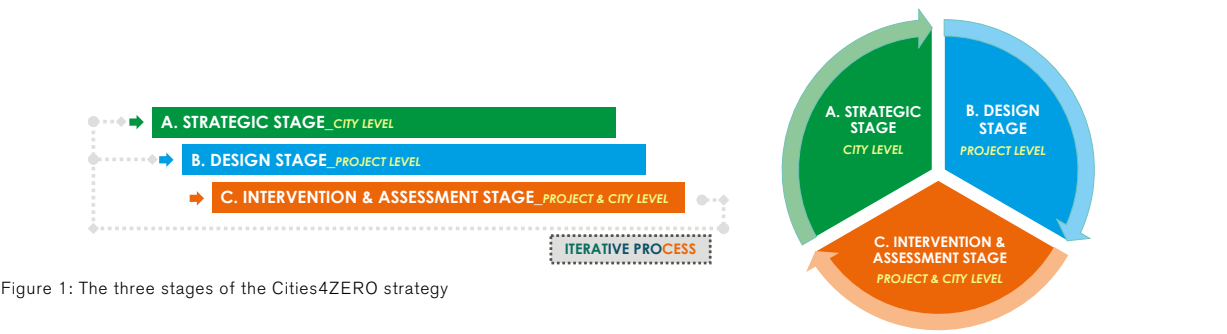 A. STRATEGIC STAGE_CITY LEVEL
B. DESIGN STAGE_PROJECT LEVEL
C. INTERVENTION & ASSESSMENT STAGE_PROJECT & CITY LEVEL
ITERATIVE PROCESS
Figure 1: The three stages of the Cities4ZERO strategy
A. STRATEGIC
STAGE
CITY LEVEL
B. DESIGN
STAGE
PROJECT LEVEL
C. INTERVENTION &
ASSESSMENT STAGE
PROJECT & CITY LEVEL